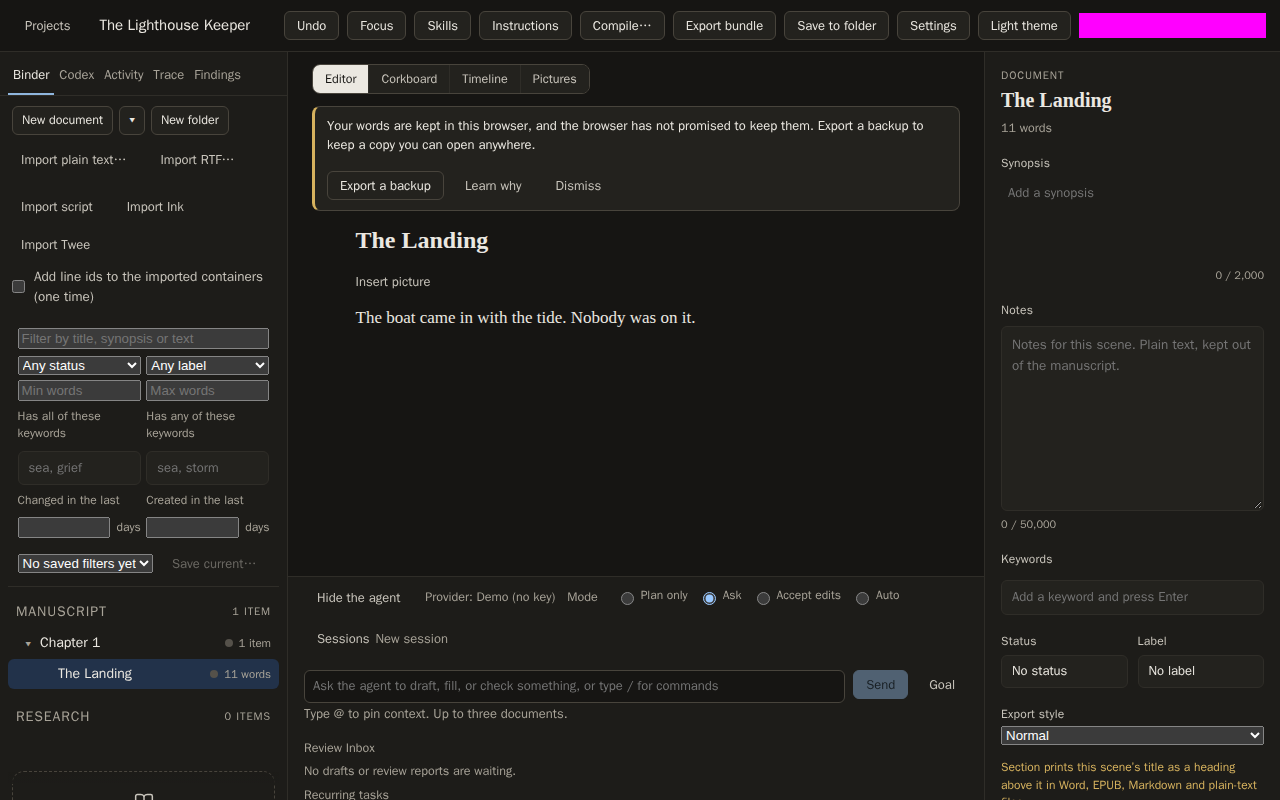 Projects
The Lighthouse Keeper
Undo
Focus
Skills
Instructions
Compile⋯
Export bundle
Save to folder
Settings
Light theme
Binder
Codex
Activity
Trace
Findings
New document
New folder
Import plain text⋯
Import RTF⋯
Import script
Import Ink
Import Twee
Add line ids to the imported containers
(one time)
Filter by title, synopsis or text
Any status
Any label
Min words
Max words
Has all of these
keywords
Has any of these
keywords
sea, grief
sea, storm
Changed in the last
Created in the last
days
days
No saved filters yet
Save current⋯
MANUSCRIPT
1 ITEM
Chapter 1
1 item
The Landing
11 words
RESEARCH
0 ITEMS
Editor
Corkboard
Timeline
Pictures
Your words are kept in this browser, and the browser has not promised to keep them. Export a backup to
keep a copy you can open anywhere.
Export a backup
Learn why
Dismiss
The Landing
Insert picture
The boat came in with the tide. Nobody was on it.
Hide the agent
Provider: Demo (no key)
Mode
Plan only
Ask
Accept edits
Auto
Sessions
New session
Ask the agent to draft, fill, or check something, or type / for commands
Send
Goal
Type @ to pin context. Up to three documents.
Review Inbox
No drafts or review reports are waiting.
Recurring tasks
DOCUMENT
The Landing
11 words
Synopsis
Add a synopsis
0 / 2,000
Notes
Notes for this scene. Plain text, kept out
of the manuscript.
0 / 50,000
Keywords
Add a keyword and press Enter
Status
Label
No status
No label
Export style
Normal
Section prints this scene's title as a heading
above it in Word, EPUB, Markdown and plain-text